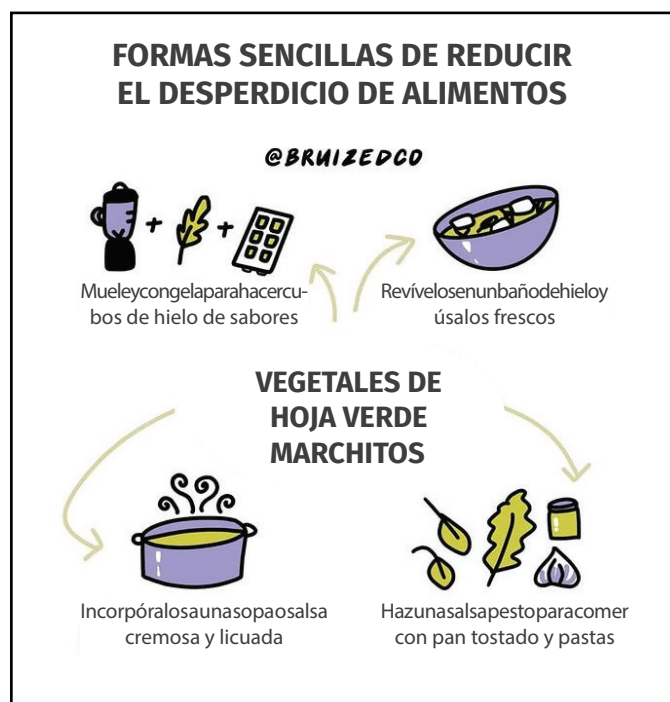 FORMAS SENCILLAS DE REDUCIR
EL DESPERDICIO DE ALIMENTOS
@BRUIZEDCO
Mueleycongelaparahacercu-
bos de hielo de sabores
Revívelosenunbañodehieloy
úsalos frescos
VEGETALES DE
HOJA VERDE
MARCHITOS
Incorpóralosaunasopaosalsa
cremosa y licuada
Hazunasalsapestoparacomer
con pan tostado y pastas